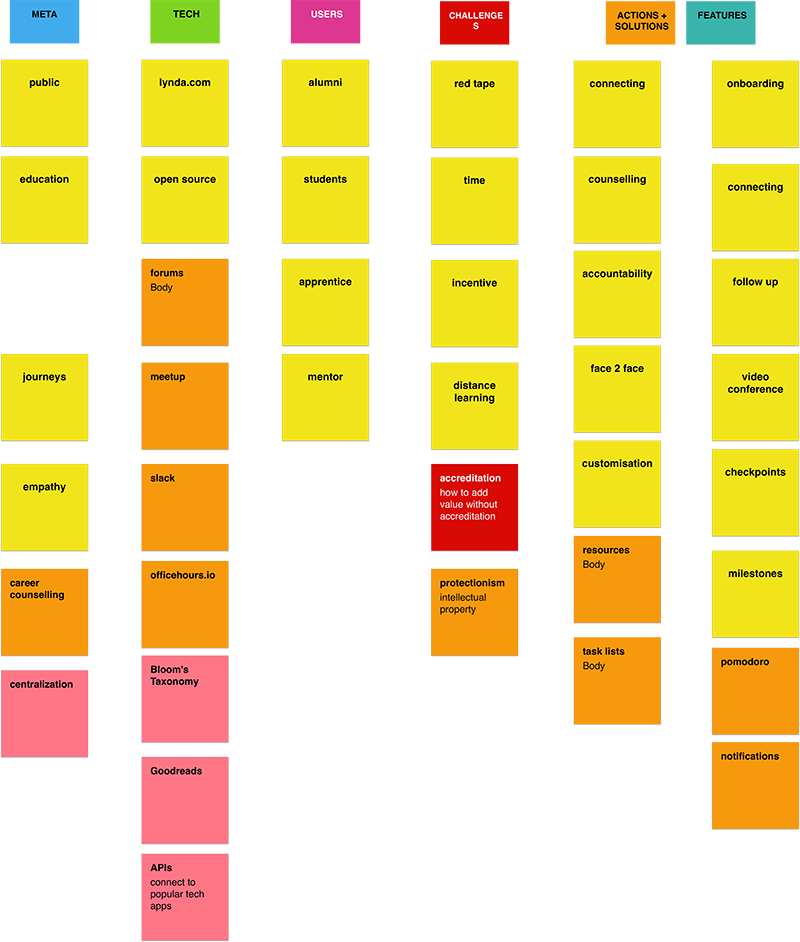 META
public
education
journeys
empathy
career
counselling
centralization
TECH
lynda.com
open source
forums
Body
meetup
slack
officehours.io
Bloom's
Taxonomy
Goodreads
APIs
connect to
popular tech
apps
USERS
alumni
students
apprentice
mentor
CHALLENGE
S
red tape
time
incentive
distance
learning
accreditation
how to add
value without
accreditation
protectionism
intellectual
property
ACTIONS +
SOLUTIONS
connecting
counselling
accountability
face 2 face
customisation
resources
Body
task lists
Body
FEATURES
onboarding
connecting
follow up
video
conference
checkpoints
milestones
pomodoro
notifications